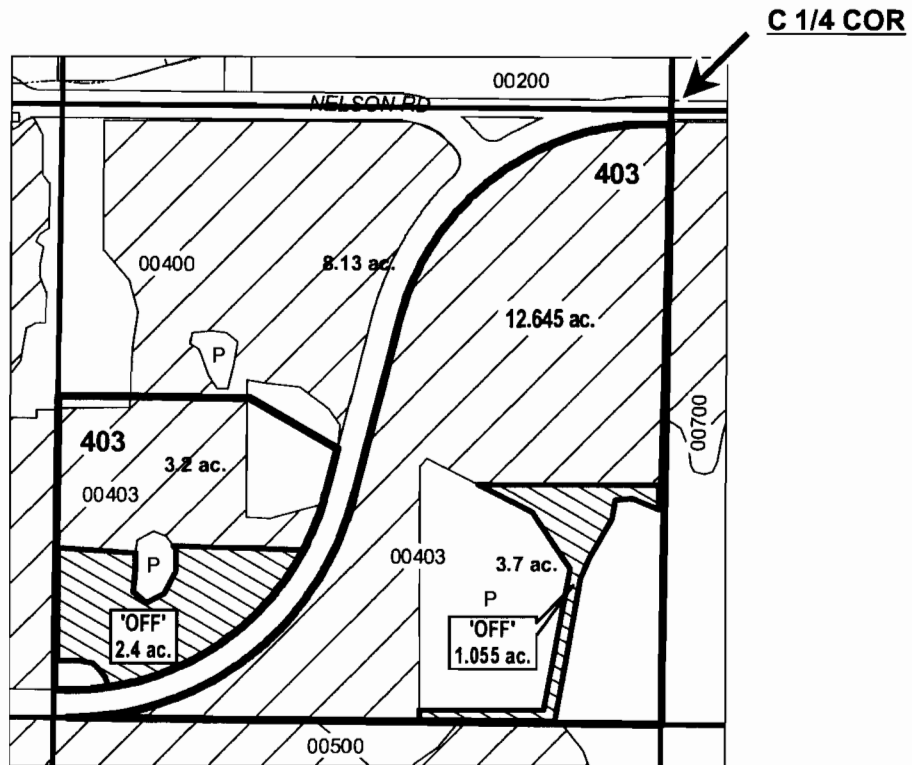 C 1/4 COR
00200
NELSON RD
403
00400
8.13 ac.
12.645 ac.
P
00700
403
3.2 ac.
00403
00403
3.7 ac.
P
P
'OFF'
2.4 ac.
'OFF'
1.055 ac.
00500